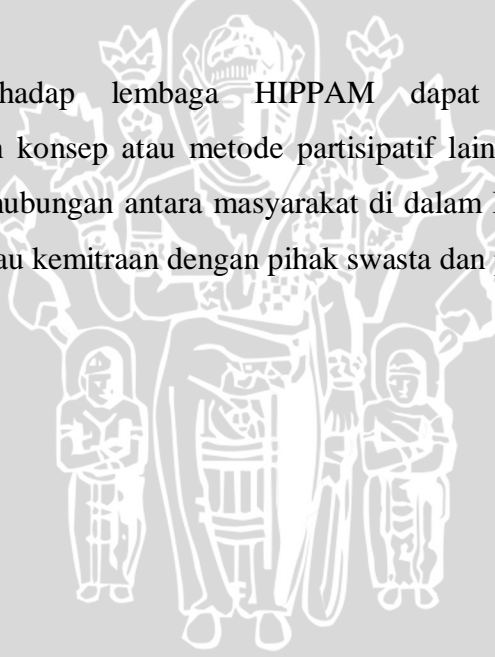 hadap lembaga HIPPAM dapat
konsep atau metode partisipatif lain
hubungan antara masyarakat di dalam
au kemitraan dengan pihak swasta dan